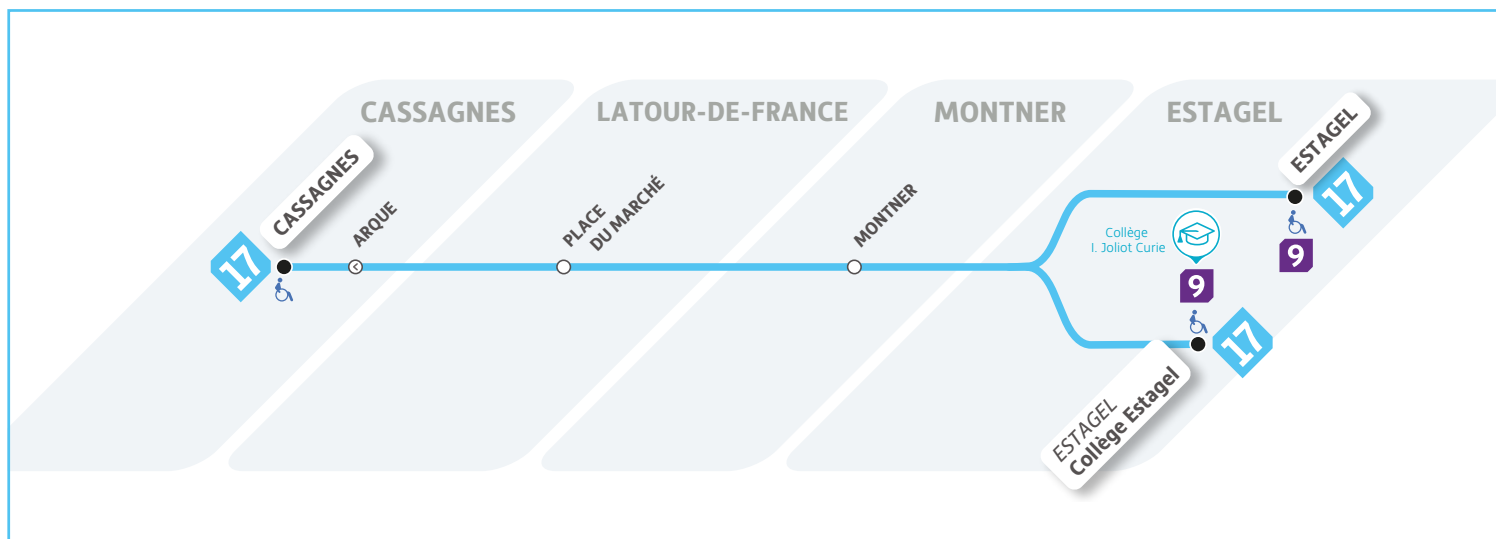 CASSAGNES
LATOUR-DE-FRANCE
MONTNER
ESTAGEL
CASSAGNES
17
ARQUE
PLACE
DU MARCHÉ
MONTNER
ESTAGEL
17
9
Collège
I. Joliot Curie
9
17
ESTAGEL
Collège Estagel